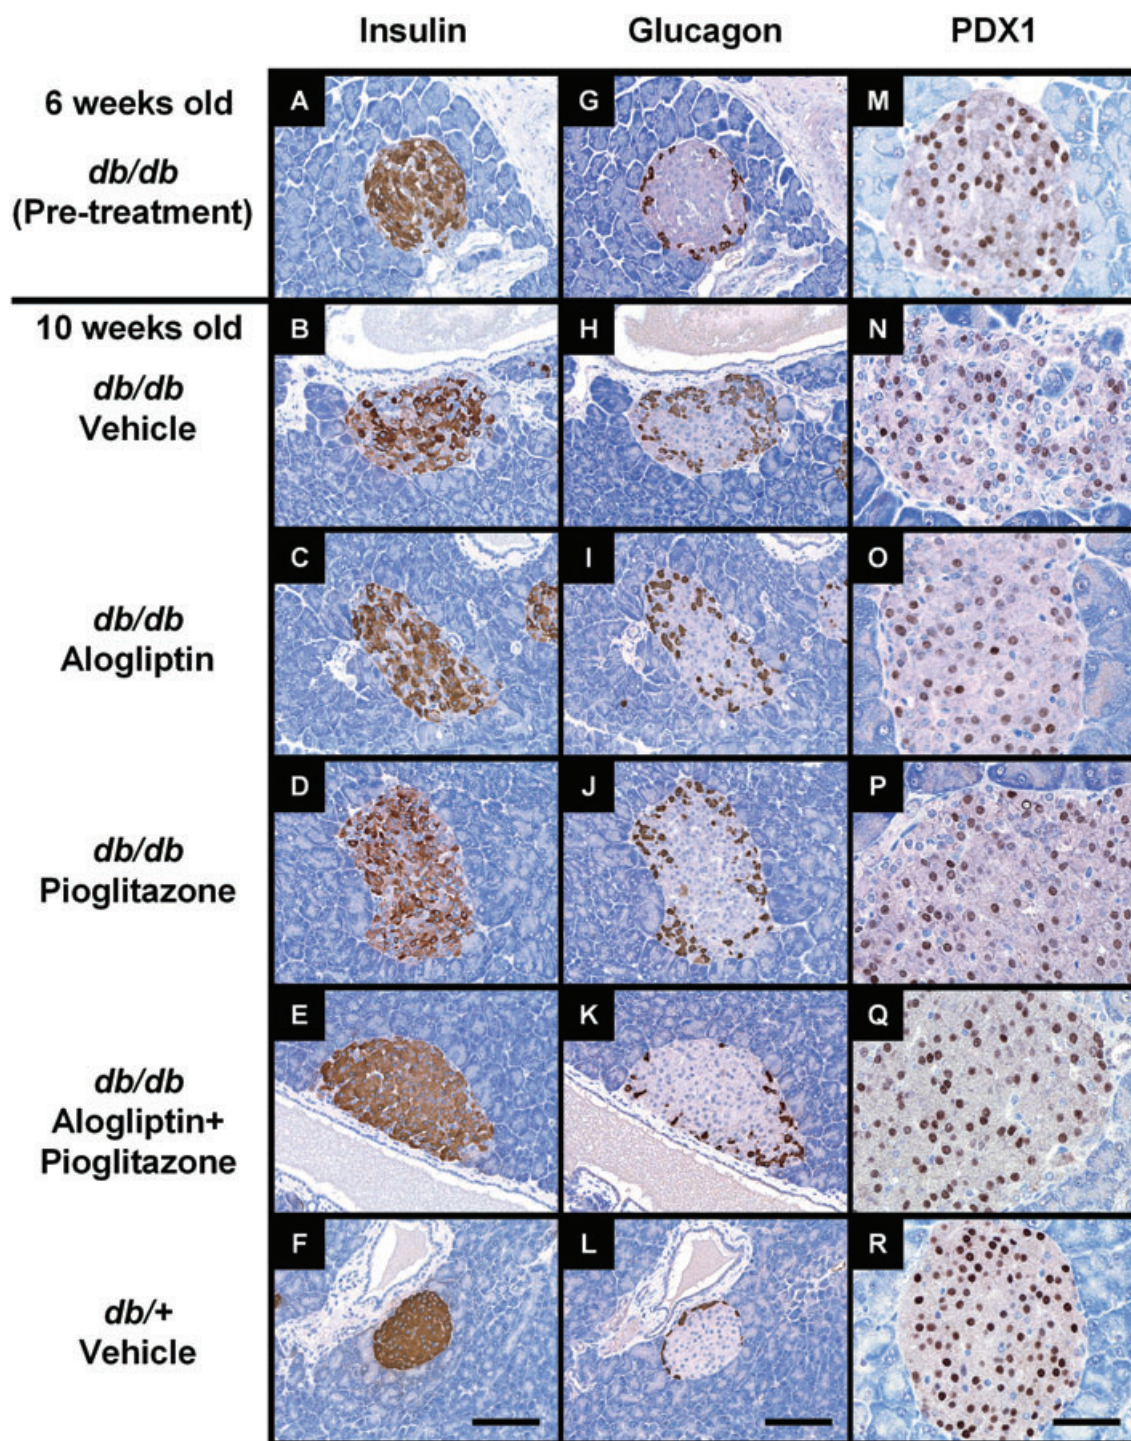 Insulin Glucagon PDX1
6 weeks old
db/db
(Pre-treatment)
A G M
10 weeks old
db/db
Vehicle
B H N
db/db
Alogliptin
C I O
db/db
Pioglitazone
D J P
db/db
Alogliptin+
Pioglitazone
E K Q
db/+
Vehicle
F L R